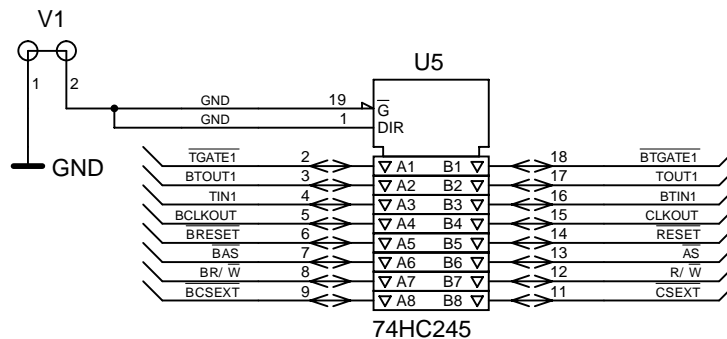 V1
U5
1
2
GND 19 G
GND 1 DIR
GND
TGATE1 2 A1 B1 18 BTGATE1
BTOUT1 3 A2 B2 17 TOUT1
TIN1 4 A3 B3 16 BTIN1
BCLKOUT 5 A4 B4 15 CLKOUT
BRESET 6 A5 B5 14 RESET
BAS 7 A6 B6 13 AS
BR/ W 8 A7 B7 12 R/ W
BCSEXT 9 A8 B8 11 CSEXT
74HC245